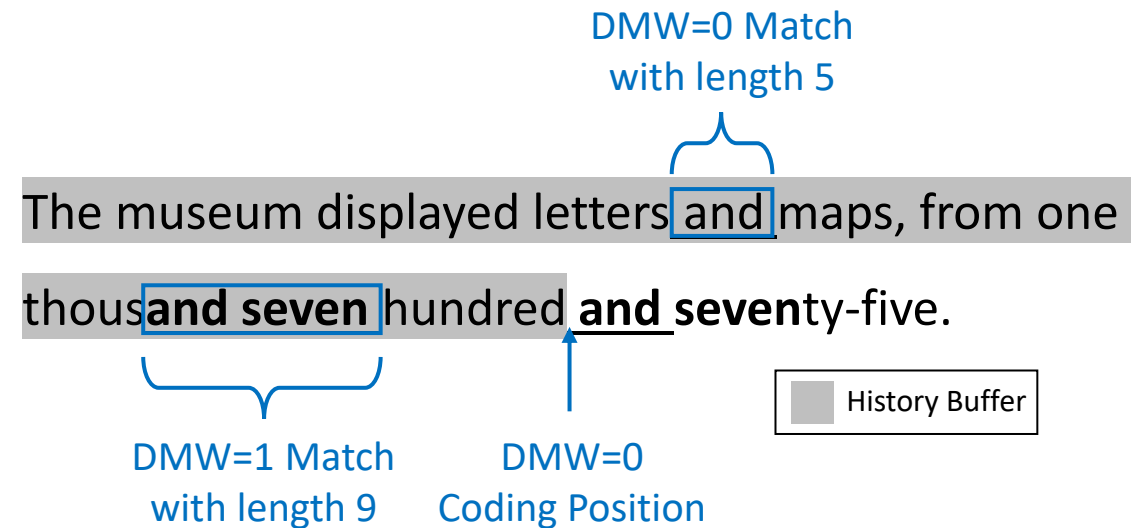 DMW=0 Match
with length 5
The museum displayed letters and maps, from one
thousand seven hundred and seventy-five.
History Buffer
DMW=1 Match
with length 9
DMW=0
Coding Position